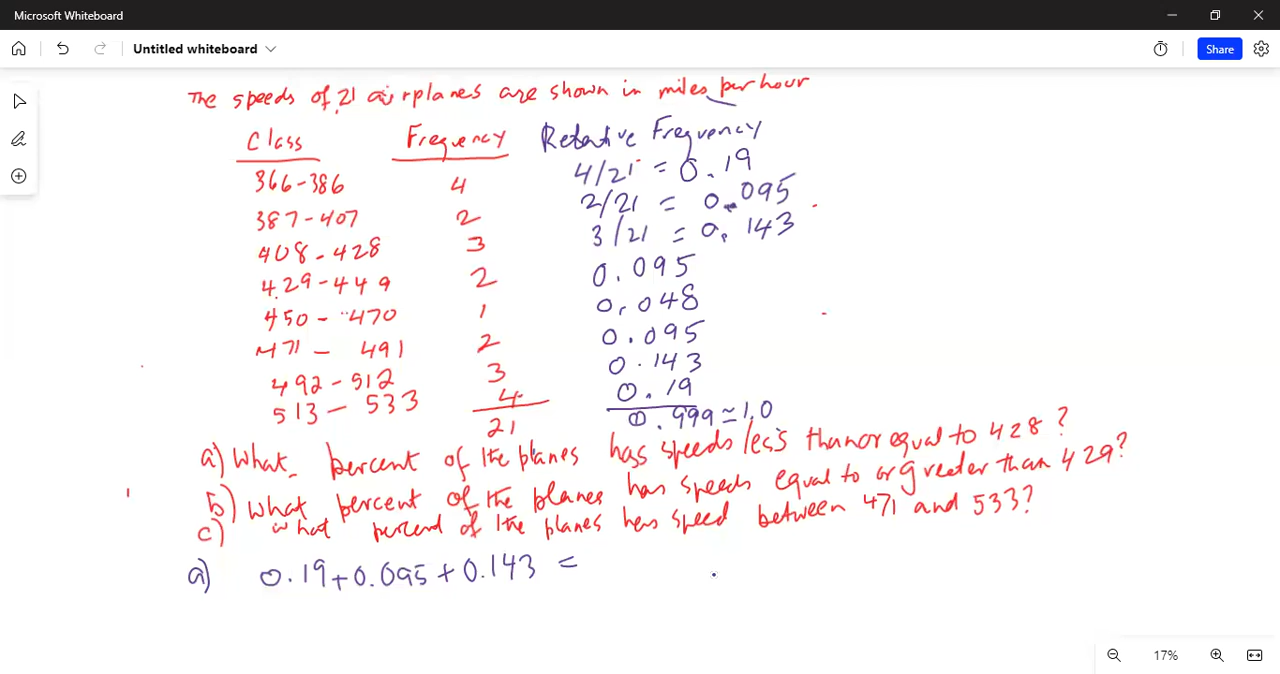 Microsoft Whiteboard
Untitled whiteboard
Share
The speeds of 21 airplanes are shown in miles per hour
Class Frequency Relative Frequency
366-386 4 4/21 = 0.19
387-407 2 2/21 = 0.095
408-428 3 3/21 = 0.143
429-449 2 0.095
450-470 1 0.048
471-491 2 0.095
492-512 3 0.143
513-533 4 0.19
21 0.999≃1.0
a) What percent of the planes has speeds less than or equal to 428?
b) What percent of the planes has speeds equal to or greater than 429?
c) what percent of the planes has speed between 471 and 533?
a) 0.19+0.095+0.143 =
17%